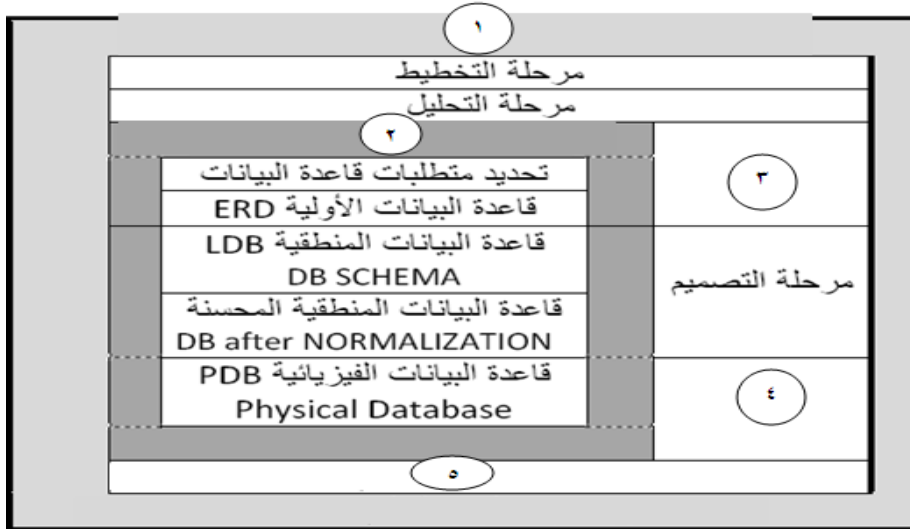 ١
مرحلة التخطيط
مرحلة التحليل
٢
تحديد متطلبات قاعدة البيانات
٣
قاعدة البيانات الأولية ERD
قاعدة البيانات المنطقية LDB
DB SCHEMA
مرحلة التصميم
قاعدة البيانات المنطقية المحسنة
DB after NORMALIZATION
قاعدة البيانات الفيزيائية PDB
Physical Database
٤
٥